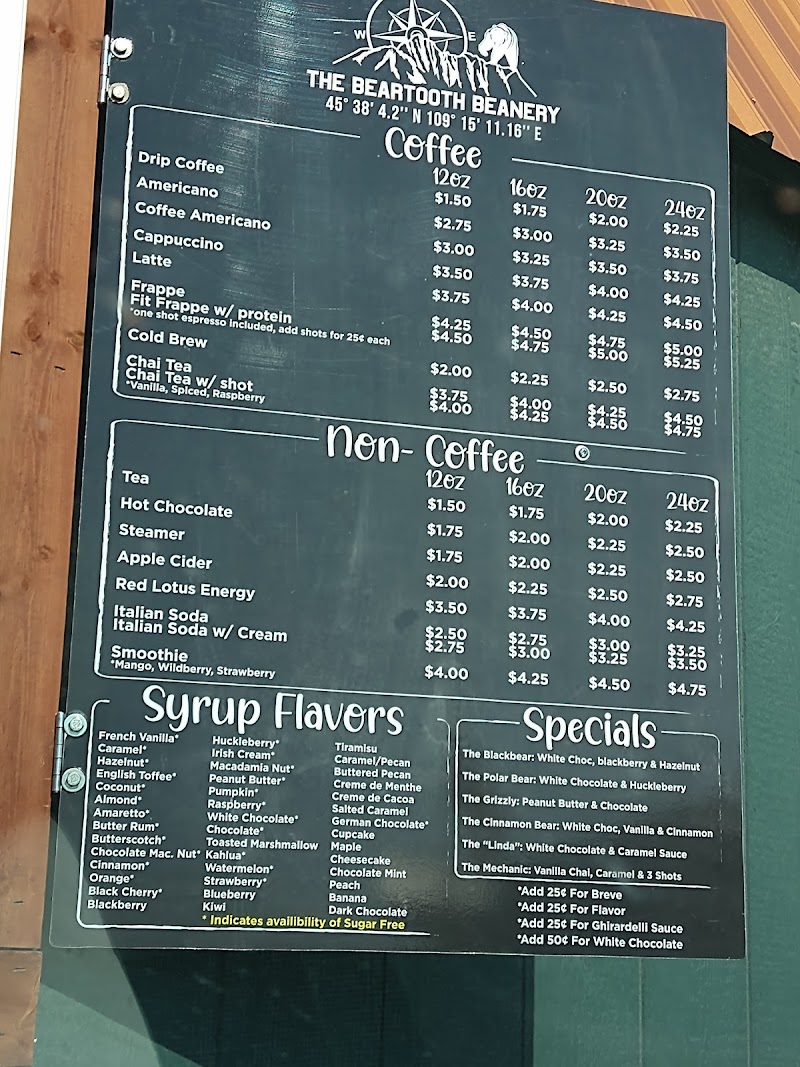 W E
THE BEARTOOTH BEANERY
45° 38' 4.2'' N 109° 15' 11.16'' E
Coffee
12oz 16oz 20oz 24oz
Drip Coffee $1.50 $1.75 $2.00 $2.25
Americano $2.75 $3.00 $3.25 $3.50
Coffee Americano $3.00 $3.25 $3.50 $3.75
Cappuccino $3.50 $3.75 $4.00 $4.25
Latte $3.75 $4.00 $4.25 $4.50
Frappe $4.25 $4.50 $4.75 $5.00
Fit Frappe w/ protein $4.50 $4.75 $5.00 $5.25
*one shot espresso included, add shots for 25¢ each
Cold Brew $2.00 $2.25 $2.50 $2.75
Chai Tea $3.75 $4.00 $4.25 $4.50
Chai Tea w/ shot $4.00 $4.25 $4.50 $4.75
*Vanilla, Spiced, Raspberry
Non- Coffee
12oz 16oz 20oz 24oz
Tea $1.50 $1.75 $2.00 $2.25
Hot Chocolate $1.75 $2.00 $2.25 $2.50
Steamer $1.75 $2.00 $2.25 $2.50
Apple Cider $2.00 $2.25 $2.50 $2.75
Red Lotus Energy $3.50 $3.75 $4.00 $4.25
Italian Soda $2.50 $2.75 $3.00 $3.25
Italian Soda w/ Cream $2.75 $3.00 $3.25 $3.50
Smoothie $4.00 $4.25 $4.50 $4.75
*Mango, Wildberry, Strawberry
Syrup Flavors
French Vanilla*
Caramel*
Hazelnut*
English Toffee*
Coconut*
Almond*
Amaretto*
Butter Rum*
Butterscotch*
Chocolate Mac. Nut*
Cinnamon*
Orange*
Black Cherry*
Blackberry
Huckleberry*
Irish Cream*
Macadamia Nut*
Peanut Butter*
Pumpkin*
Raspberry*
White Chocolate*
Chocolate*
Toasted Marshmallow
Kahlua*
Watermelon*
Strawberry*
Blueberry
Kiwi
Tiramisu
Caramel/Pecan
Buttered Pecan
Creme de Menthe
Creme de Cacoa
Salted Caramel
German Chocolate*
Cupcake
Maple
Cheesecake
Chocolate Mint
Peach
Banana
Dark Chocolate
* Indicates availibility of Sugar Free
Specials
The Blackbear: White Choc, blackberry & Hazelnut
The Polar Bear: White Chocolate & Huckleberry
The Grizzly: Peanut Butter & Chocolate
The Cinnamon Bear: White Choc, Vanilla & Cinnamon
The "Linda": White Chocolate & Caramel Sauce
The Mechanic: Vanilla Chai, Caramel & 3 Shots
*Add 25¢ For Breve
*Add 25¢ For Flavor
*Add 25¢ For Ghirardelli Sauce
*Add 50¢ For White Chocolate